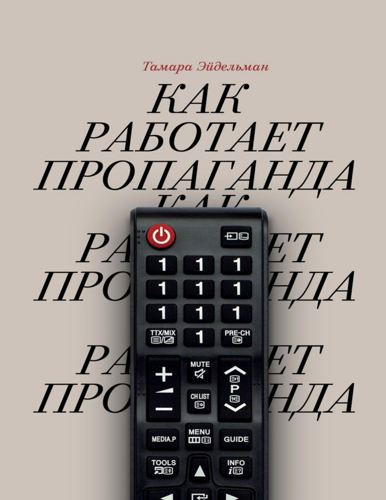 Тамара Эйдельман
КАК
РАБОТАЕТ
ПРОПАГАНДА
КАК
РА ЕТ
ПРО НДА
1 1 1
1 1 1
1 1 1
TTX/MIX 1 PRE-CH
РА ЕТ
MUTE
+ P
ПРО НДА
CH LIST
−
MEDIA.P MENU GUIDE
TOOLS INFO